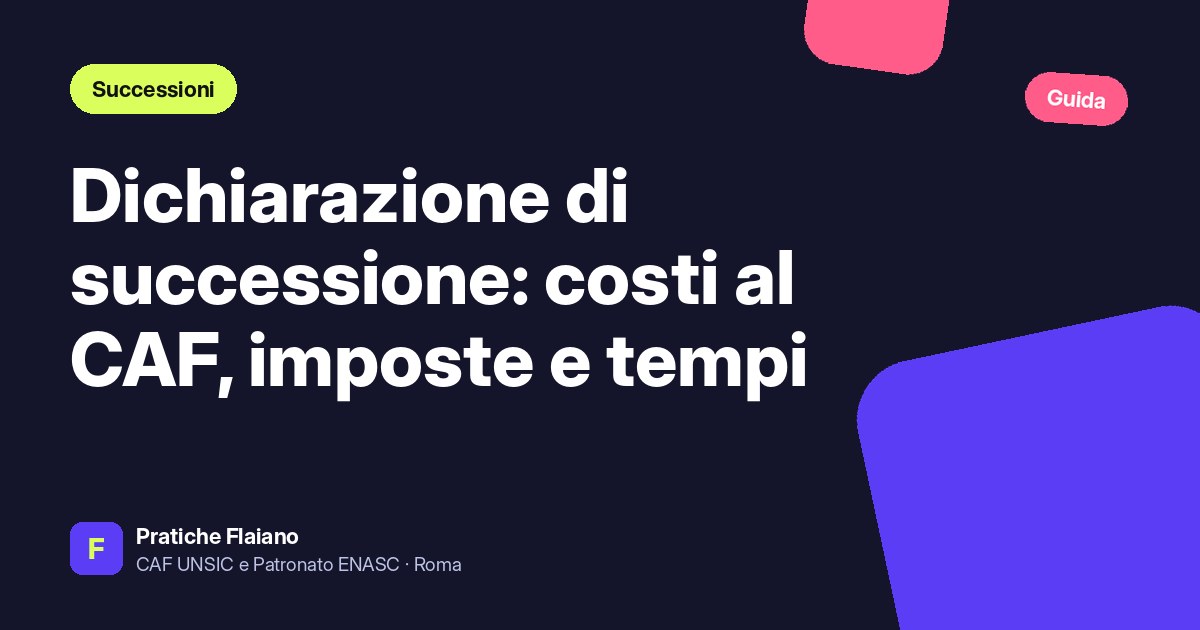 Successioni
Guida
Dichiarazione di
successione: costi al
CAF, imposte e tempi
F
Pratiche Flaiano
CAF UNSIC e Patronato ENASC · Roma